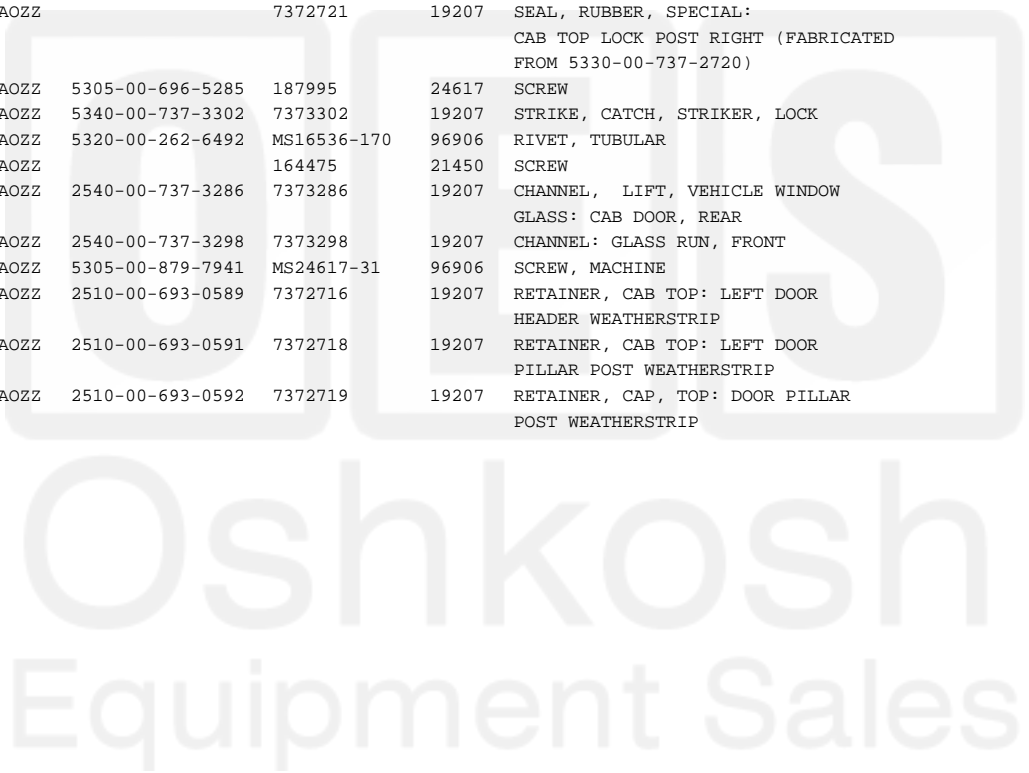 AOZZ 7372721 19207 SEAL, RUBBER, SPECIAL:
CAB TOP LOCK POST RIGHT (FABRICATED
FROM 5330-00-737-2720)
AOZZ 5305-00-696-5285 187995 24617 SCREW
AOZZ 5340-00-737-3302 7373302 19207 STRIKE, CATCH, STRIKER, LOCK
AOZZ 5320-00-262-6492 MS16536-170 96906 RIVET, TUBULAR
AOZZ 164475 21450 SCREW
AOZZ 2540-00-737-3286 7373286 19207 CHANNEL, LIFT, VEHICLE WINDOW
GLASS: CAB DOOR, REAR
AOZZ 2540-00-737-3298 7373298 19207 CHANNEL: GLASS RUN, FRONT
AOZZ 5305-00-879-7941 MS24617-31 96906 SCREW, MACHINE
AOZZ 2510-00-693-0589 7372716 19207 RETAINER, CAB TOP: LEFT DOOR
HEADER WEATHERSTRIP
AOZZ 2510-00-693-0591 7372718 19207 RETAINER, CAB TOP: LEFT DOOR
PILLAR POST WEATHERSTRIP
AOZZ 2510-00-693-0592 7372719 19207 RETAINER, CAP, TOP: DOOR PILLAR
POST WEATHERSTRIP
OES
Oshkosh
Equipment Sales